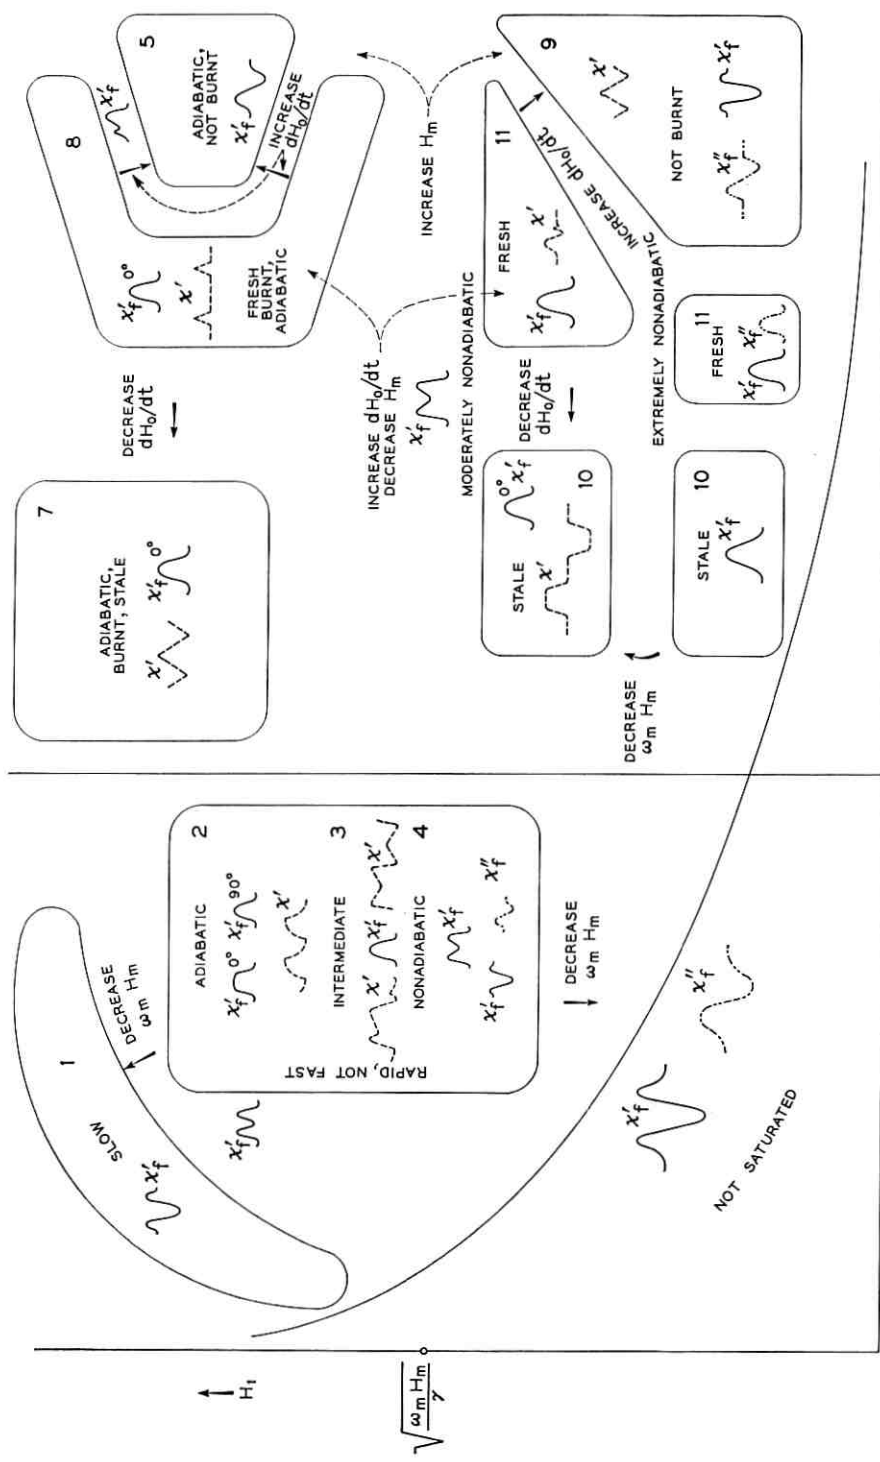 H₁
√(ωm Hm / γ)
1
SLOW
χ'f
DECREASE
ωm Hm
χ'f
RAPID, NOT FAST
ADIABATIC
2
χ'f 0° χ'f 90°
χ'
INTERMEDIATE
3
χ' χ'f χ'
NONADIABATIC
4
χ'f
χ'f χ''f
DECREASE
ωm Hm
χ'f
χ''f
NOT SATURATED
7
ADIABATIC,
BURNT, STALE
χ' χ'f 0°
DECREASE
dH₀/dt
8
χ'f 0°
χ'
FRESH
BURNT,
ADIABATIC
χ'f
5
ADIABATIC,
NOT BURNT
χ'f
INCREASE
dH₀/dt
INCREASE Hm
INCREASE dH₀/dt
DECREASE Hm
χ'f
MODERATELY NONADIABATIC
DECREASE
dH₀/dt
STALE
χ'
0° χ'f
10
11
FRESH
χ'f χ'
INCREASE dH₀/dt
9
χ'
NOT BURNT
χ''f χ'f
EXTREMELY NONADIABATIC
DECREASE
ωm Hm
10
STALE
χ'f
11
FRESH
χ'f χ''f